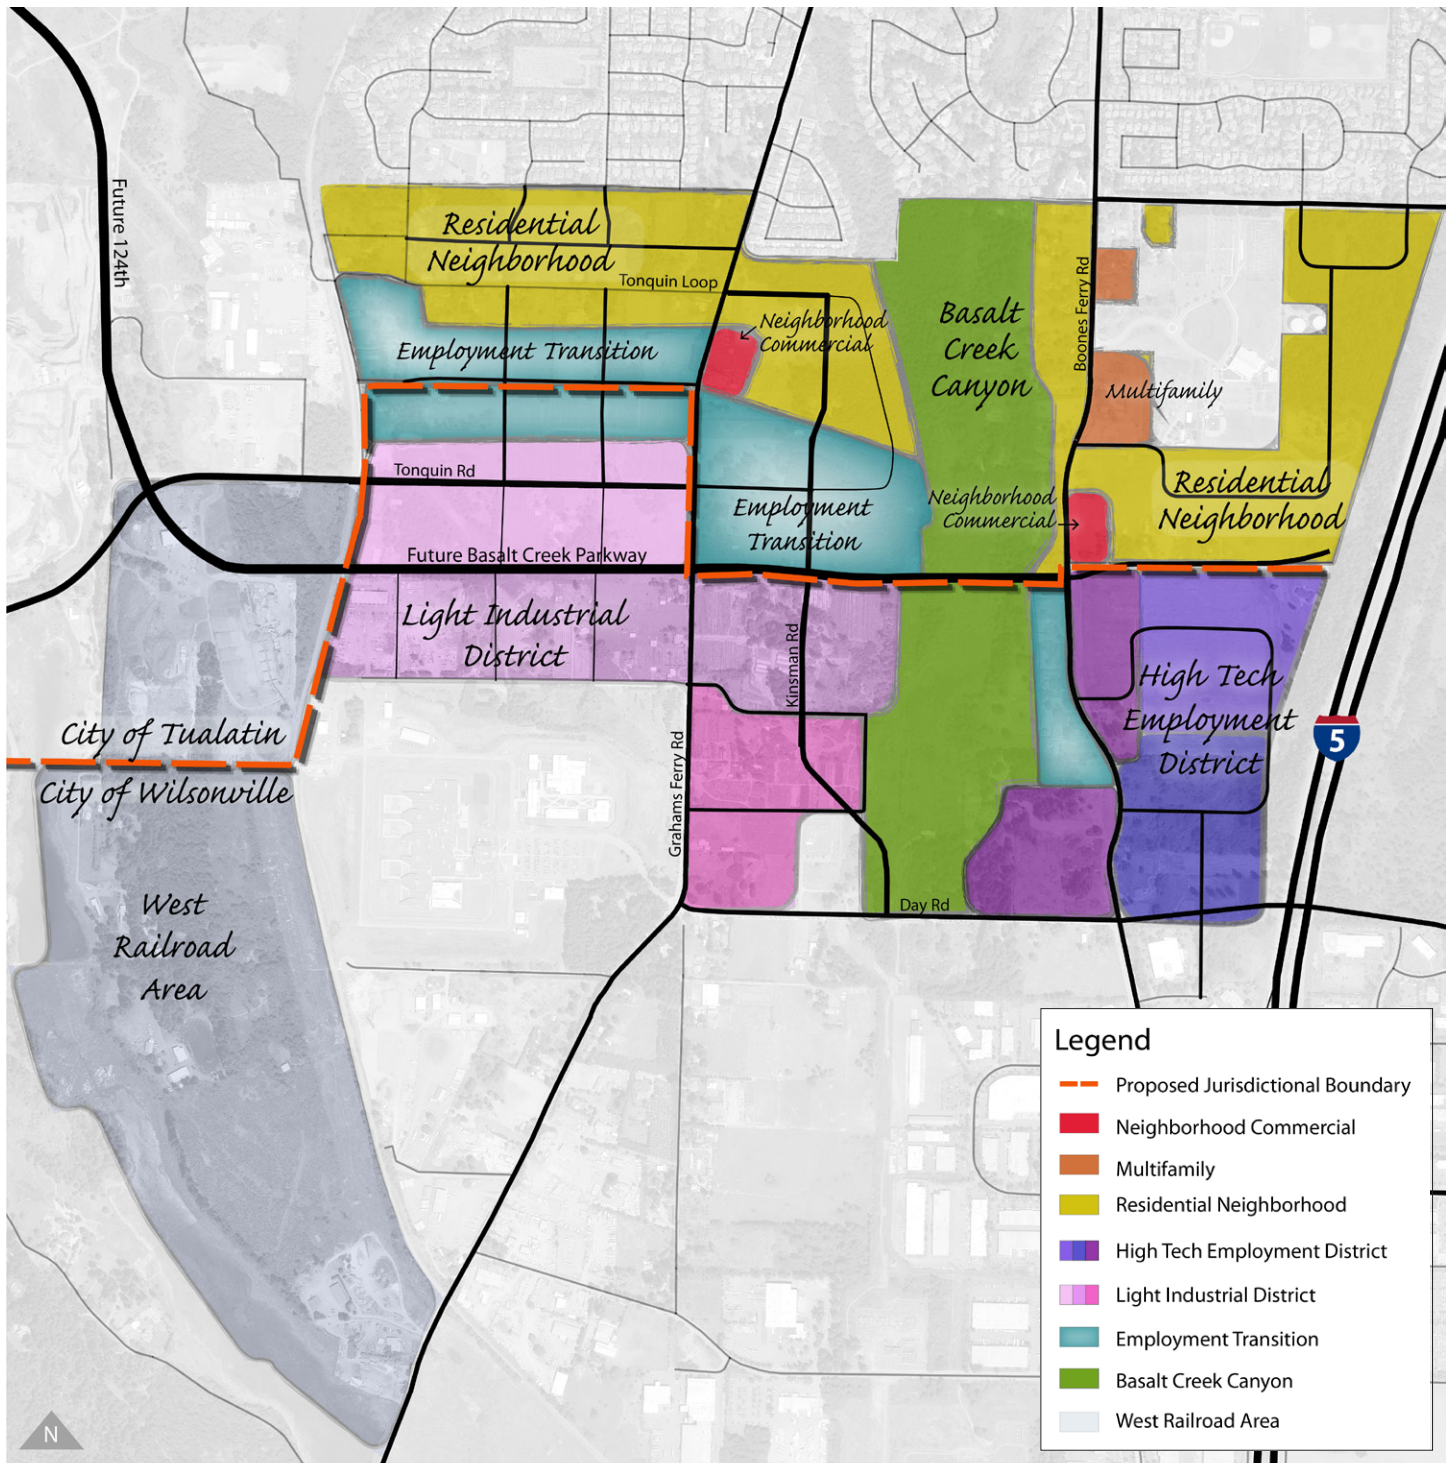 Future 124th
Residential
Neighborhood
Tonquin Loop
Neighborhood
Commercial
Employment Transition
Basalt
Creek
Canyon
Boones Ferry Rd
Multifamily
Tonquin Rd
Employment
Transition
Neighborhood
Commercial
Residential
Neighborhood
Future Basalt Creek Parkway
Light Industrial
District
Kinsman Rd
High Tech
Employment
District
5
City of Tualatin
City of Wilsonville
Grahams Ferry Rd
West
Railroad
Area
Day Rd
Legend
Proposed Jurisdictional Boundary
Neighborhood Commercial
Multifamily
Residential Neighborhood
High Tech Employment District
Light Industrial District
Employment Transition
Basalt Creek Canyon
West Railroad Area
N